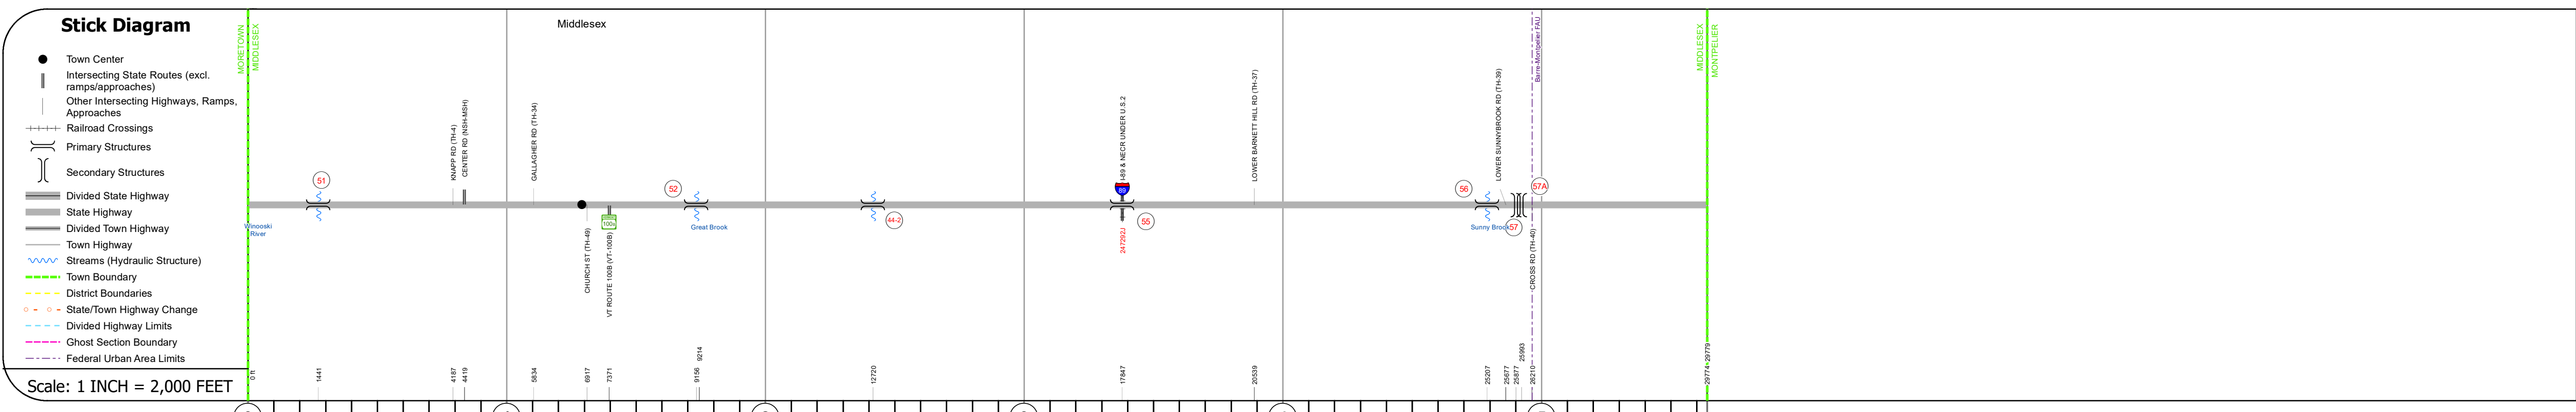 Stick Diagram
Town Center
Intersecting State Routes (excl.
ramps/approaches)
Other Intersecting Highways, Ramps,
Approaches
Railroad Crossings
Primary Structures
Secondary Structures
Divided State Highway
State Highway
Divided Town Highway
Town Highway
Streams (Hydraulic Structure)
Town Boundary
District Boundaries
State/Town Highway Change
Divided Highway Limits
Ghost Section Boundary
Federal Urban Area Limits
Scale: 1 INCH = 2,000 FEET
MORETOWN
MIDDLESEX
Middlesex
Winooski
River
51
KNAPP RD (TH-4)
CENTER RD (NSH-MSH)
GALLAGHER RD (TH-34)
CHURCH ST (TH-49)
100B
VT ROUTE 100B (VT-100B)
52
Great Brook
44-2
I-89 & NECR UNDER U.S.2
89
55
247292J
LOWER BARNETT HILL RD (TH-37)
56
Sunny Brook
LOWER SUNNYBROOK RD (TH-39)
57
57A
CROSS RD (TH-40)
Barre-Montpelier FAU
MIDDLESEX
MONTPELIER
0 ft
1441
4187
4419
5834
6917
7371
9156
9214
12720
17847
20539
25207
25677
25877
25993
26210
29774
29779